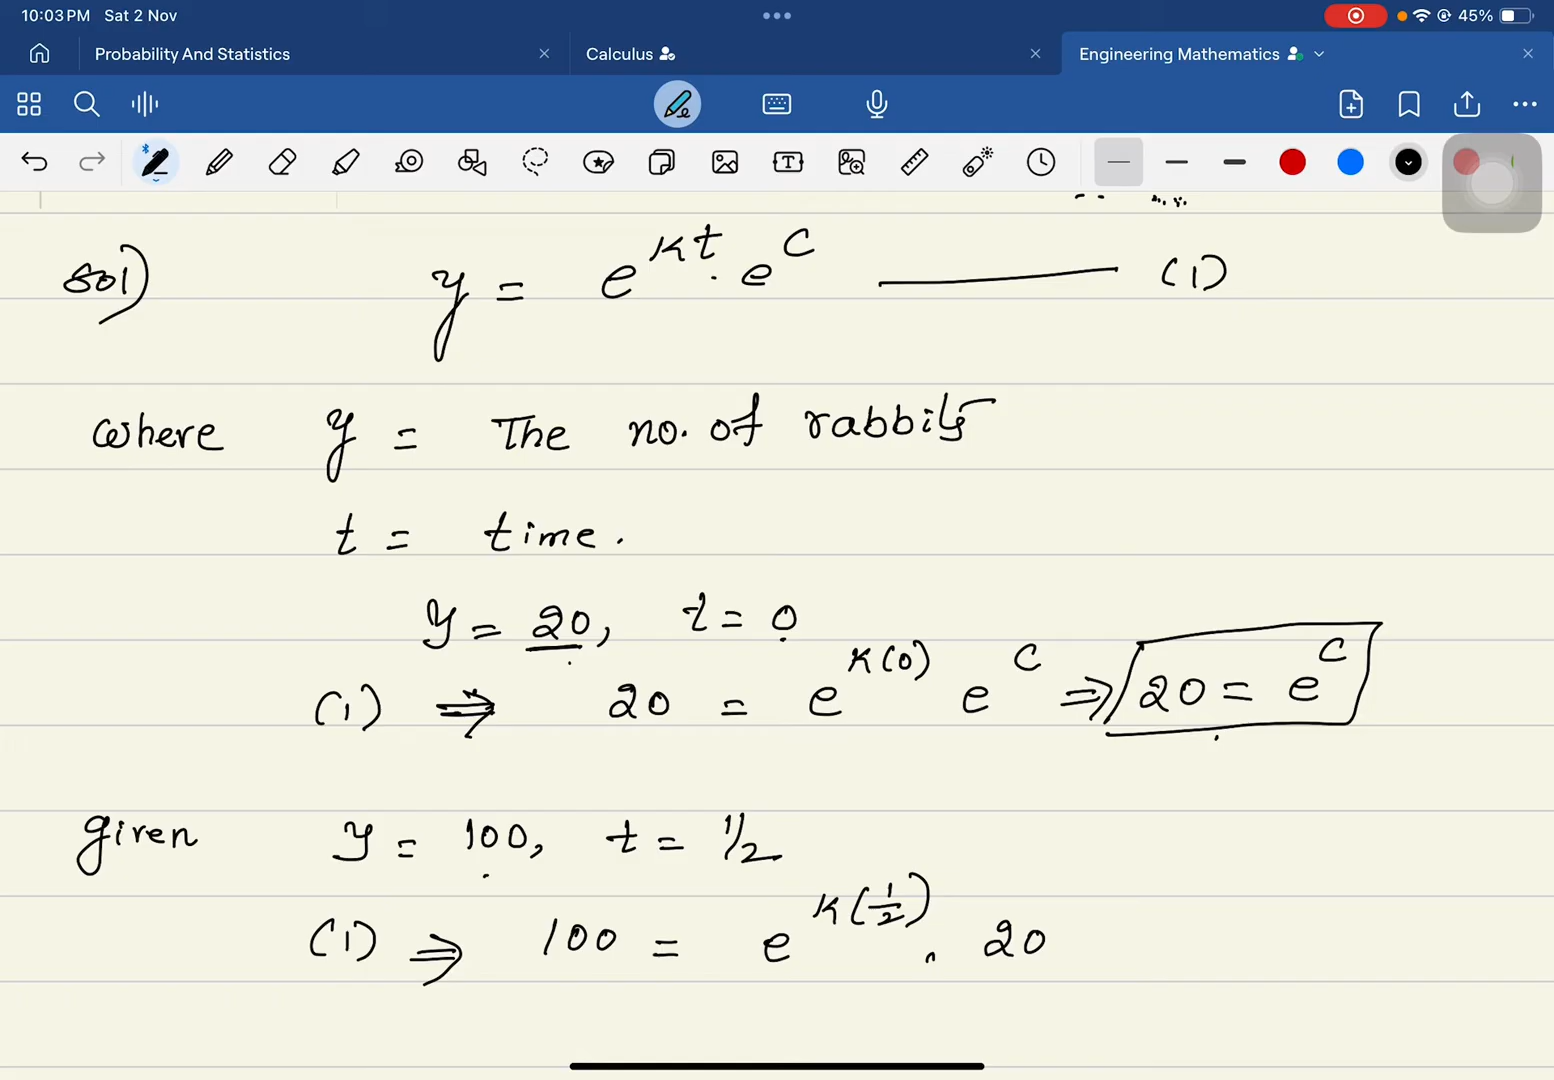 10:03 PM Sat 2 Nov 45%
Probability And Statistics Calculus Engineering Mathematics
Sol) y = e^{kt} . e^C ——— (1)
where y = The no. of rabbits
t = time.
y = 20, t = 0
(1) ⇒ 20 = e^{k(0)} e^C ⇒ 20 = e^C
given y = 100, t = 1/2
(1) ⇒ 100 = e^{k(1/2)} . 20